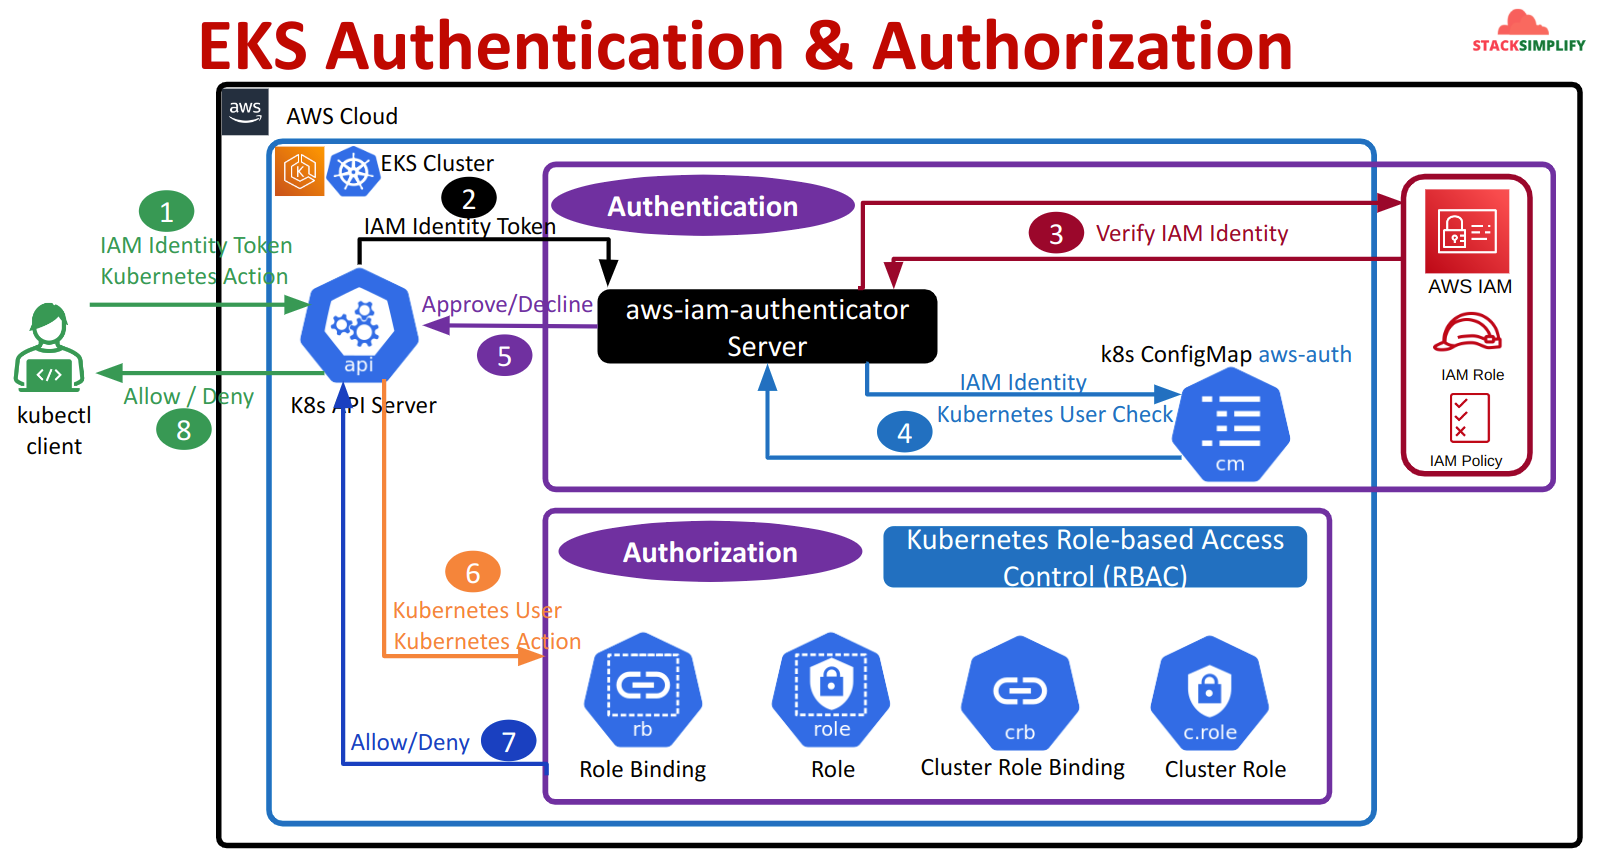 EKS Authentication & Authorization
STACKSIMPLIFY
aws
AWS Cloud
K
EKS Cluster
1
IAM Identity Token
Kubernetes Action
2
IAM Identity Token
Authentication
3
Verify IAM Identity
AWS IAM
IAM Role
IAM Policy
Approve/Decline
5
aws-iam-authenticator
Server
k8s ConfigMap aws-auth
IAM Identity
Kubernetes User Check
4
cm
api
K8s API Server
</>
kubectl
client
Allow / Deny
8
6
Kubernetes User
Kubernetes Action
Allow/Deny
7
Authorization
Kubernetes Role-based Access
Control (RBAC)
rb
Role Binding
role
Role
crb
Cluster Role Binding
c.role
Cluster Role